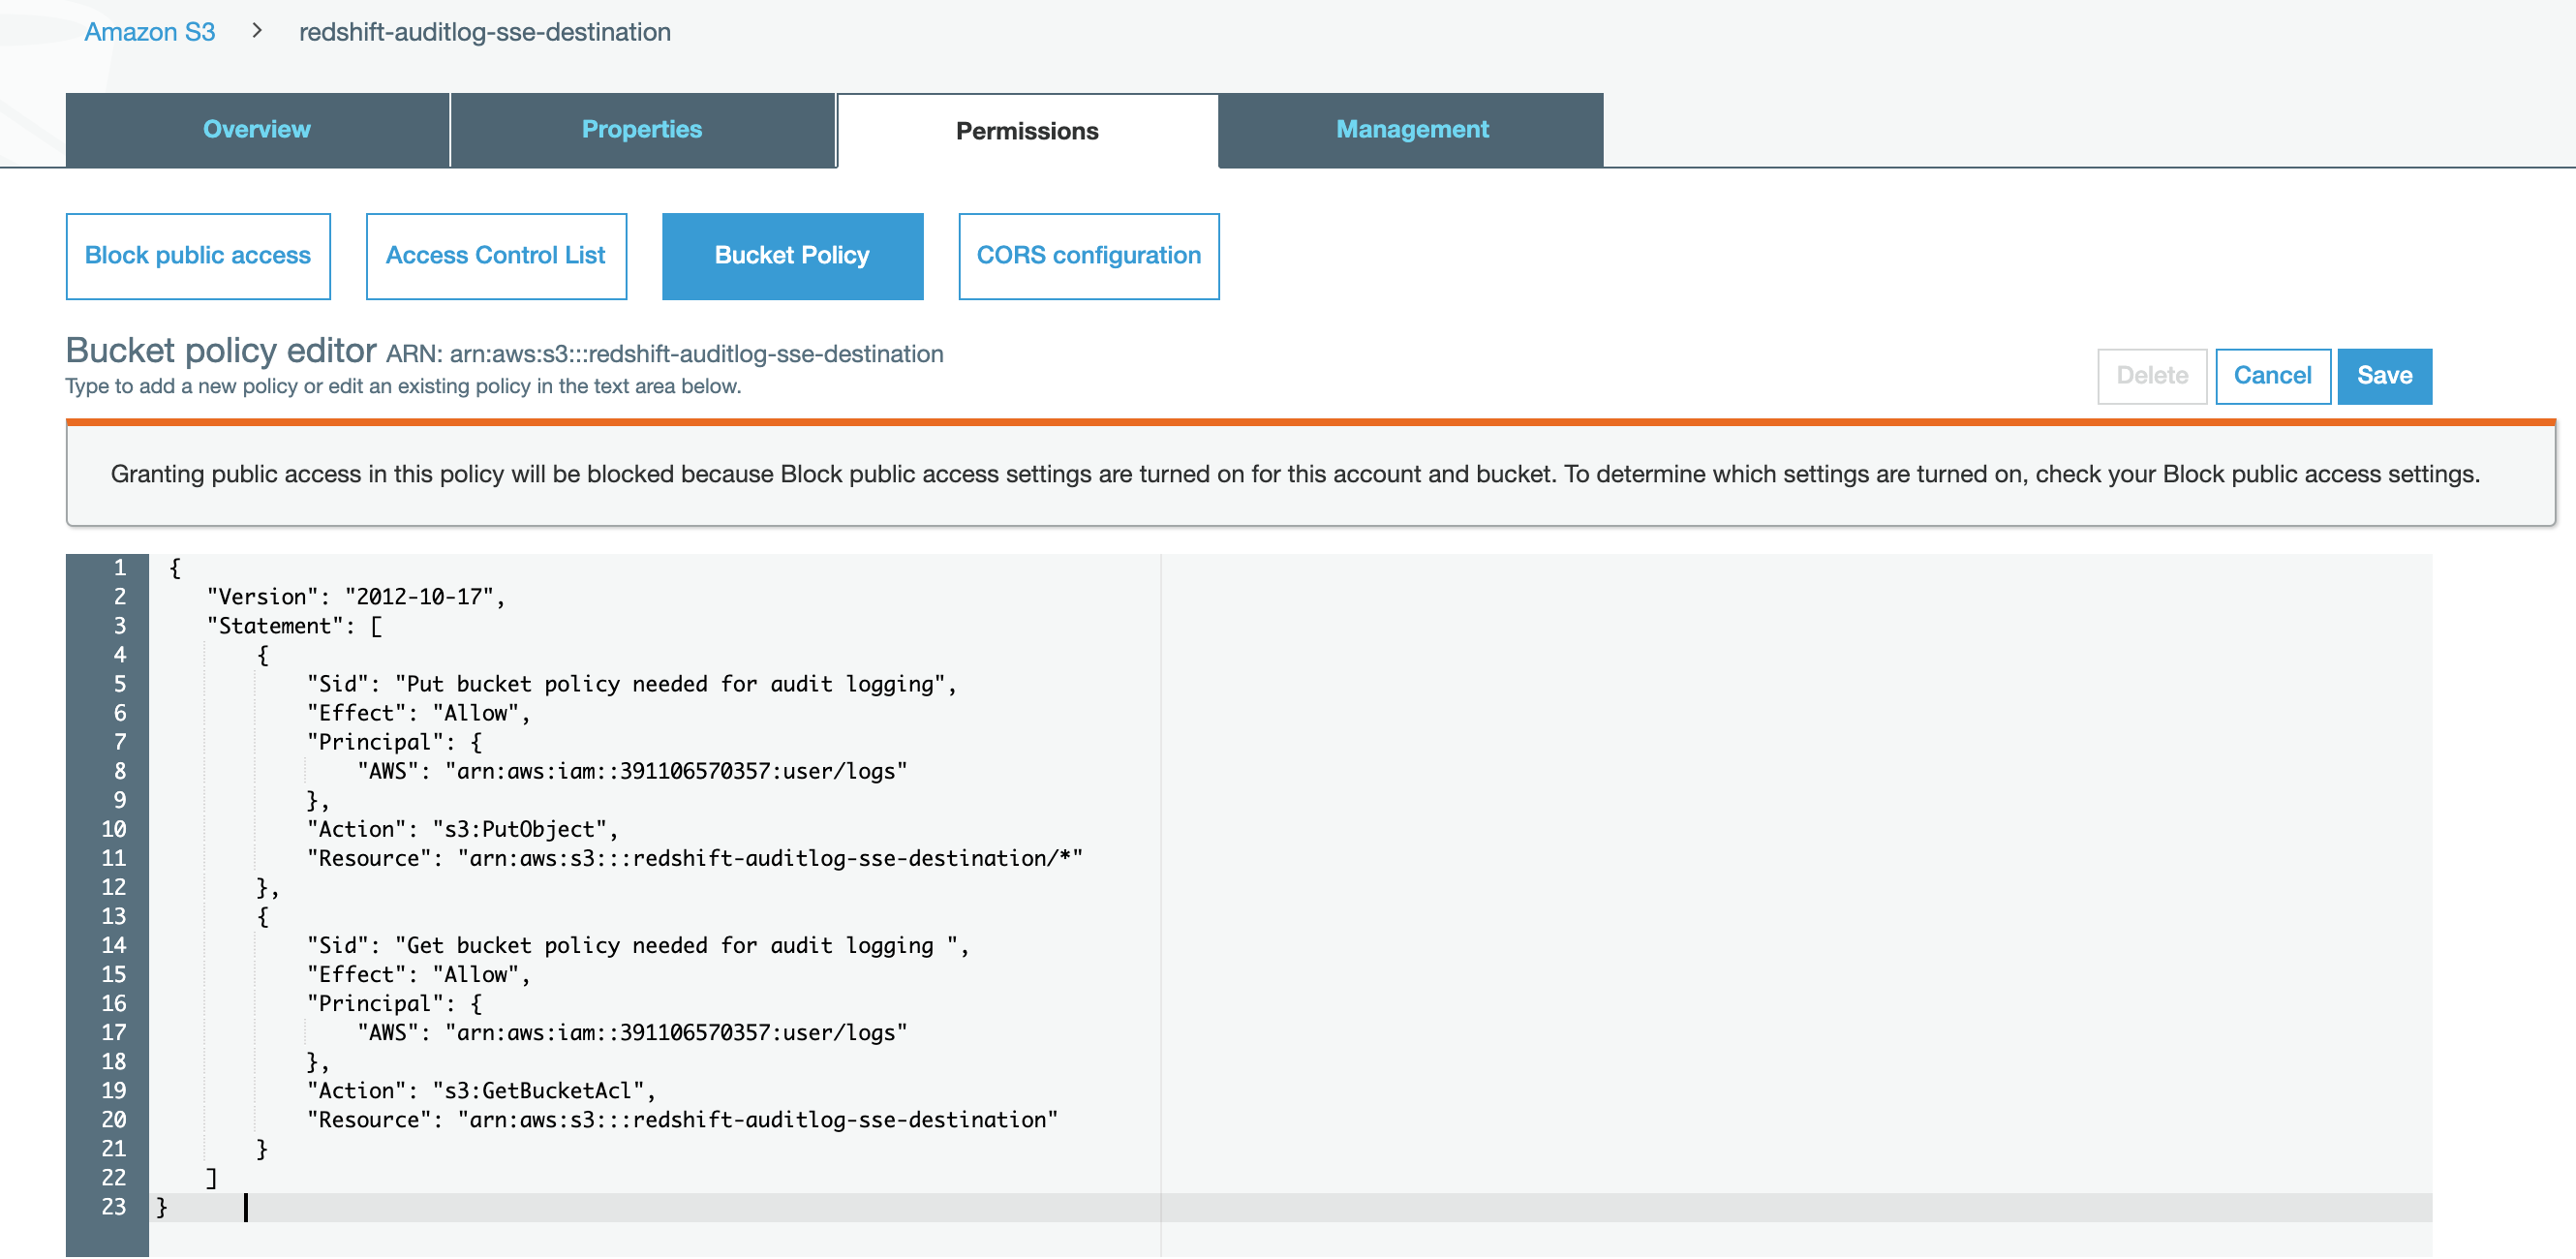 Amazon S3 > redshift-auditlog-sse-destination
Overview Properties Permissions Management
Block public access Access Control List Bucket Policy CORS configuration
Bucket policy editor ARN: arn:aws:s3:::redshift-auditlog-sse-destination
Type to add a new policy or edit an existing policy in the text area below.
Delete Cancel Save
Granting public access in this policy will be blocked because Block public access settings are turned on for this account and bucket. To determine which settings are turned on, check your Block public access settings.
1 {
2 "Version": "2012-10-17",
3 "Statement": [
4 {
5 "Sid": "Put bucket policy needed for audit logging",
6 "Effect": "Allow",
7 "Principal": {
8 "AWS": "arn:aws:iam::391106570357:user/logs"
9 },
10 "Action": "s3:PutObject",
11 "Resource": "arn:aws:s3:::redshift-auditlog-sse-destination/*"
12 },
13 {
14 "Sid": "Get bucket policy needed for audit logging ",
15 "Effect": "Allow",
16 "Principal": {
17 "AWS": "arn:aws:iam::391106570357:user/logs"
18 },
19 "Action": "s3:GetBucketAcl",
20 "Resource": "arn:aws:s3:::redshift-auditlog-sse-destination"
21 }
22 ]
23 }